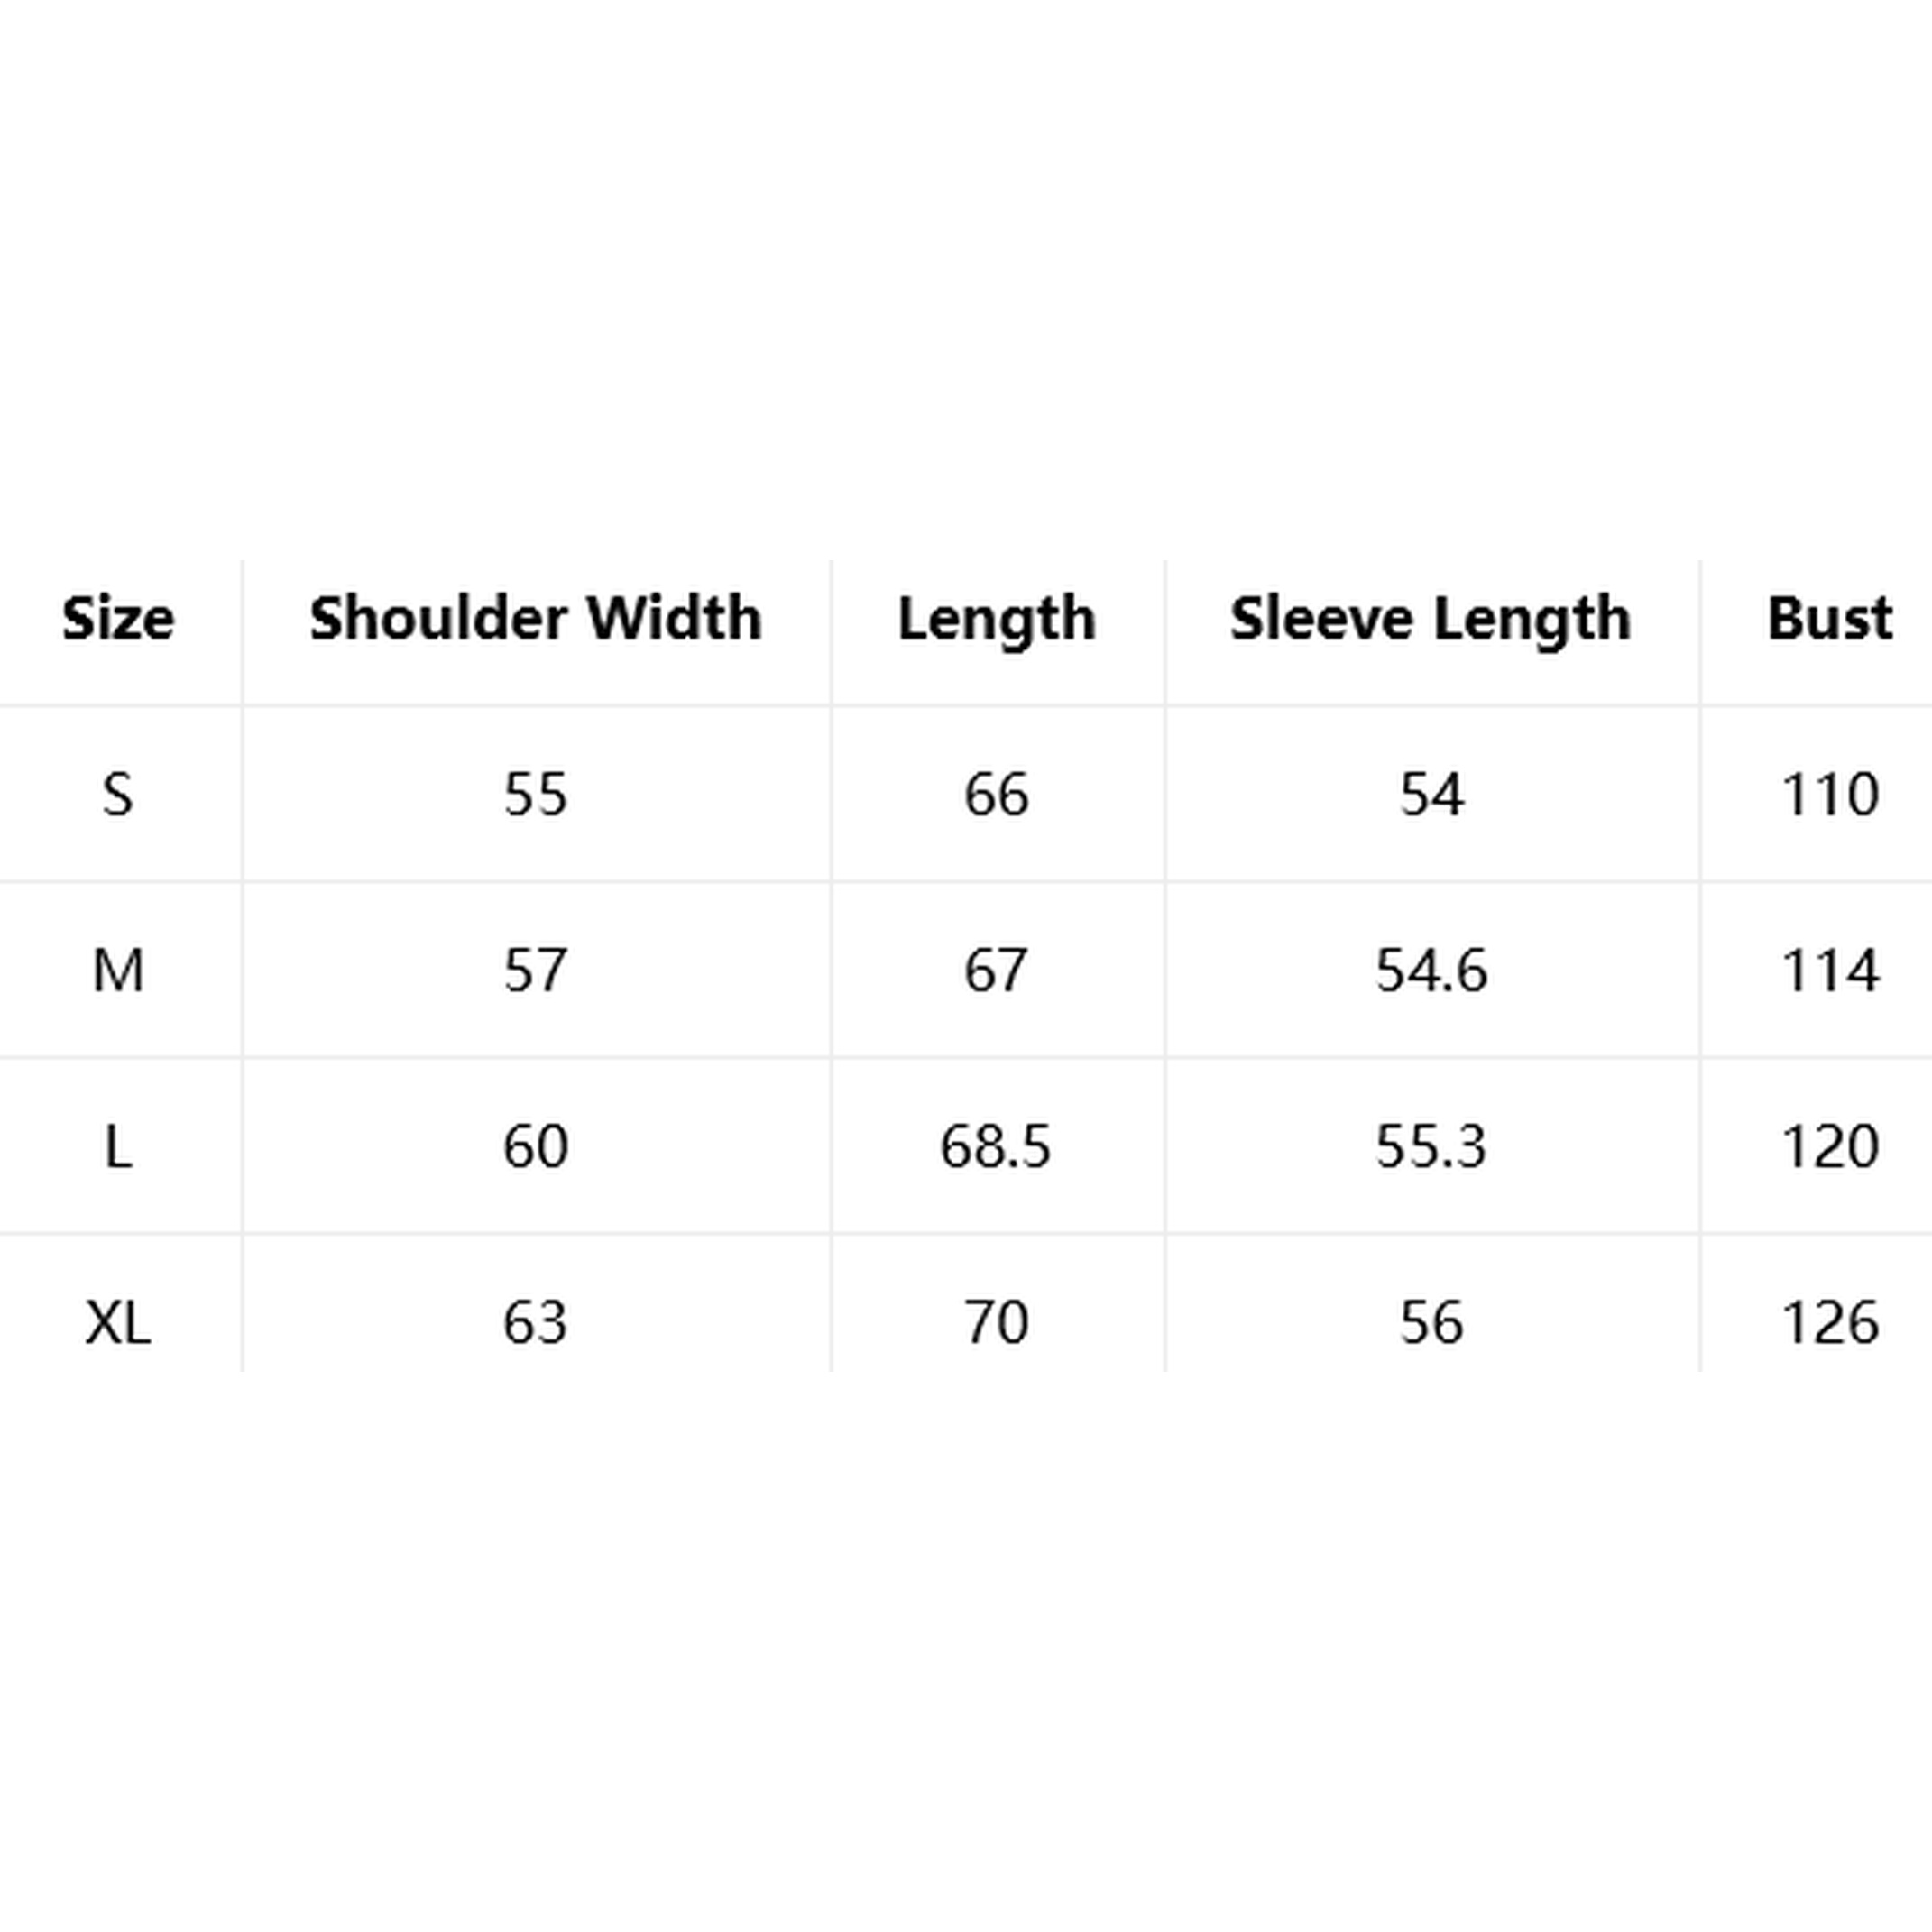 Size Shoulder Width Length Sleeve Length Bust
S 55 66 54 110
M 57 67 54.6 114
L 60 68.5 55.3 120
XL 63 70 56 126